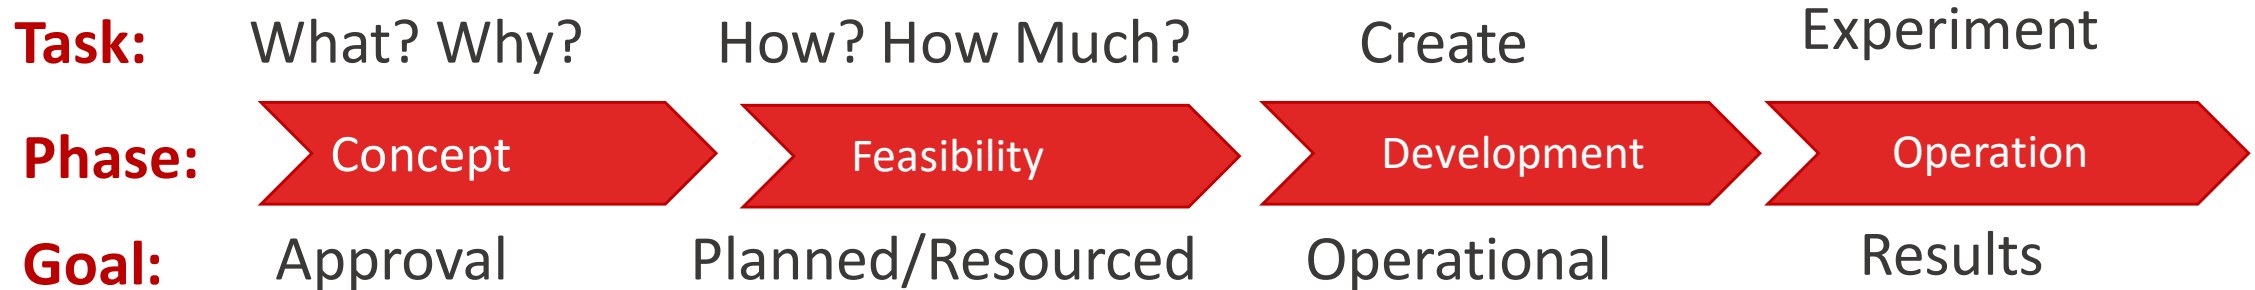 Task: What? Why? How? How Much? Create Experiment
Phase: Concept Feasibility Development Operation
Goal: Approval Planned/Resourced Operational Results